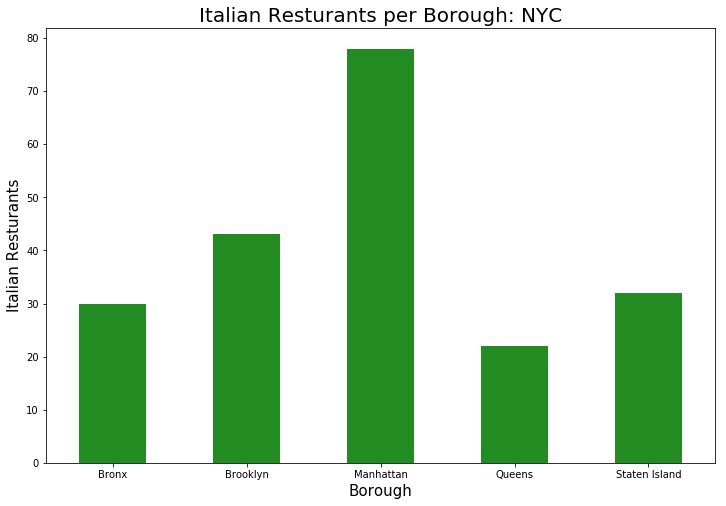 Italian Resturants per Borough: NYC
Italian Resturants
80
70
60
50
40
30
20
10
0
Bronx Brooklyn Manhattan Queens Staten Island
Borough